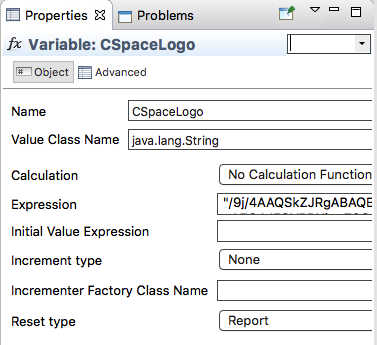 Properties Problems
fx Variable: CSpaceLogo
Object Advanced
Name CSpaceLogo
Value Class Name java.lang.String
Calculation No Calculation Function
Expression "/9j/4AAQSkZJRgABAQE
Initial Value Expression
Increment type None
Incrementer Factory Class Name
Reset type Report